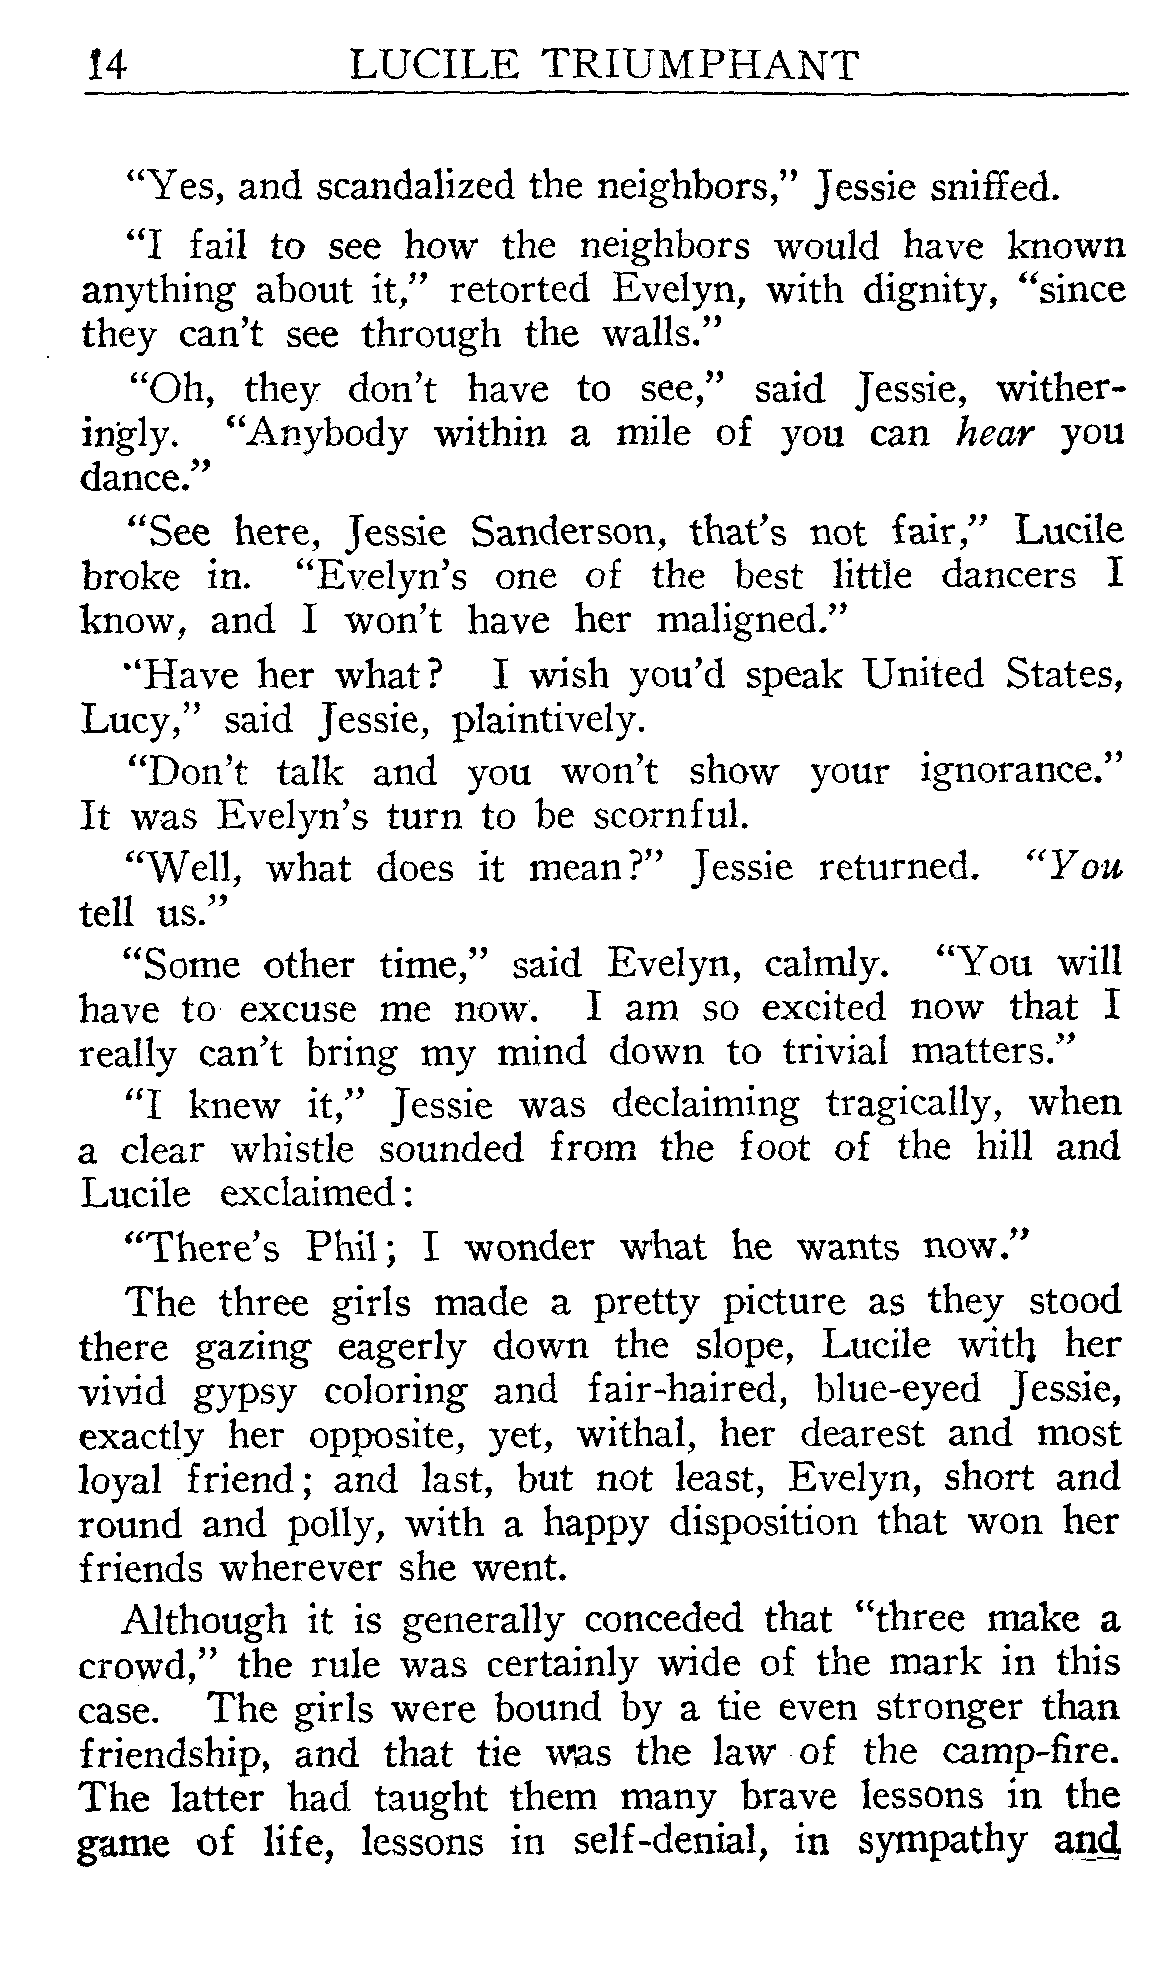 14 LUCILE TRIUMPHANT
“Yes, and scandalized the neighbors,” Jessie sniffed.
“I fail to see how the neighbors would have known
anything about it,” retorted Evelyn, with dignity, “since
they can’t see through the walls.”
“Oh, they don’t have to see,” said Jessie, wither-
ingly. “Anybody within a mile of you can hear you
dance.”
“See here, Jessie Sanderson, that’s not fair,” Lucile
broke in. “Evelyn’s one of the best little dancers I
know, and I won’t have her maligned.”
“Have her what? I wish you’d speak United States,
Lucy,” said Jessie, plaintively.
“Don’t talk and you won’t show your ignorance.”
It was Evelyn’s turn to be scornful.
“Well, what does it mean?” Jessie returned. “You
tell us.”
“Some other time,” said Evelyn, calmly. “You will
have to excuse me now. I am so excited now that I
really can’t bring my mind down to trivial matters.”
“I knew it,” Jessie was declaiming tragically, when
a clear whistle sounded from the foot of the hill and
Lucile exclaimed:
“There’s Phil; I wonder what he wants now.”
The three girls made a pretty picture as they stood
there gazing eagerly down the slope, Lucile with her
vivid gypsy coloring and fair-haired, blue-eyed Jessie,
exactly her opposite, yet, withal, her dearest and most
loyal friend; and last, but not least, Evelyn, short and
round and polly, with a happy disposition that won her
friends wherever she went.
Although it is generally conceded that “three make a
crowd,” the rule was certainly wide of the mark in this
case. The girls were bound by a tie even stronger than
friendship, and that tie was the law of the camp-fire.
The latter had taught them many brave lessons in the
game of life, lessons in self-denial, in sympathy and